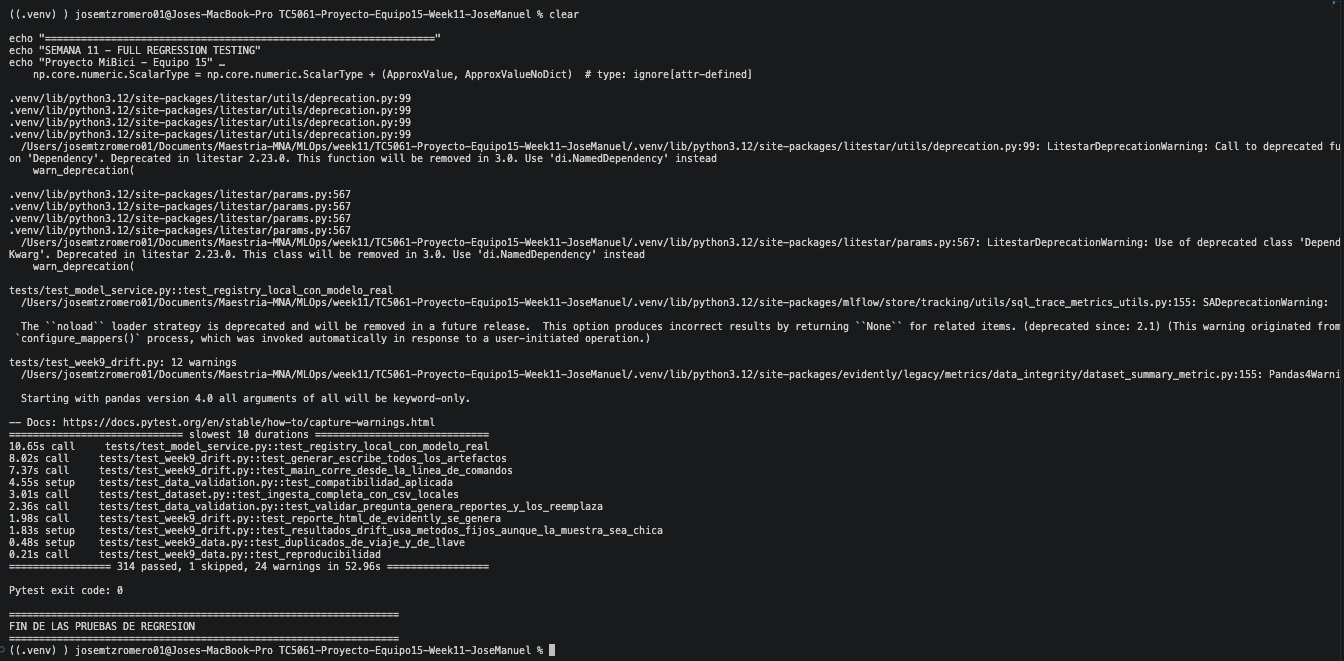 ((.venv) ) josemtzromero01@Joses-MacBook-Pro TC5061-Proyecto-Equipo15-Week11-JoseManuel % clear
echo "================================================================="
echo "SEMANA 11 – FULL REGRESSION TESTING"
echo "Proyecto MiBici – Equipo 15" …
    np.core.numeric.ScalarType = np.core.numeric.ScalarType + (ApproxValue, ApproxValueNoDict)  # type: ignore[attr-defined]
.venv/lib/python3.12/site-packages/litestar/utils/deprecation.py:99
.venv/lib/python3.12/site-packages/litestar/utils/deprecation.py:99
.venv/lib/python3.12/site-packages/litestar/utils/deprecation.py:99
.venv/lib/python3.12/site-packages/litestar/utils/deprecation.py:99
  /Users/josemtzromero01/Documents/Maestria-MNA/MLOps/week11/TC5061-Proyecto-Equipo15-Week11-JoseManuel/.venv/lib/python3.12/site-packages/litestar/utils/deprecation.py:99: LitestarDeprecationWarning: Call to deprecated fu
on 'Dependency'. Deprecated in litestar 2.23.0. This function will be removed in 3.0. Use 'di.NamedDependency' instead
    warn_deprecation(
.venv/lib/python3.12/site-packages/litestar/params.py:567
.venv/lib/python3.12/site-packages/litestar/params.py:567
.venv/lib/python3.12/site-packages/litestar/params.py:567
.venv/lib/python3.12/site-packages/litestar/params.py:567
  /Users/josemtzromero01/Documents/Maestria-MNA/MLOps/week11/TC5061-Proyecto-Equipo15-Week11-JoseManuel/.venv/lib/python3.12/site-packages/litestar/params.py:567: LitestarDeprecationWarning: Use of deprecated class 'Depend
Kwarg'. Deprecated in litestar 2.23.0. This class will be removed in 3.0. Use 'di.NamedDependency' instead
    warn_deprecation(
tests/test_model_service.py::test_registry_local_con_modelo_real
  /Users/josemtzromero01/Documents/Maestria-MNA/MLOps/week11/TC5061-Proyecto-Equipo15-Week11-JoseManuel/.venv/lib/python3.12/site-packages/mlflow/store/tracking/utils/sql_trace_metrics_utils.py:155: SADeprecationWarning:
  The ``noload`` loader strategy is deprecated and will be removed in a future release.  This option produces incorrect results by returning ``None`` for related items. (deprecated since: 2.1) (This warning originated from
 `configure_mappers()` process, which was invoked automatically in response to a user-initiated operation.)
tests/test_week9_drift.py: 12 warnings
  /Users/josemtzromero01/Documents/Maestria-MNA/MLOps/week11/TC5061-Proyecto-Equipo15-Week11-JoseManuel/.venv/lib/python3.12/site-packages/evidently/legacy/metrics/data_integrity/dataset_summary_metric.py:155: Pandas4Warni
  Starting with pandas version 4.0 all arguments of all will be keyword-only.
-- Docs: https://docs.pytest.org/en/stable/how-to/capture-warnings.html
============================= slowest 10 durations =============================
10.65s call     tests/test_model_service.py::test_registry_local_con_modelo_real
8.02s call     tests/test_week9_drift.py::test_generar_escribe_todos_los_artefactos
7.37s call     tests/test_week9_drift.py::test_main_corre_desde_la_linea_de_comandos
4.55s setup    tests/test_data_validation.py::test_compatibilidad_aplicada
3.01s call     tests/test_dataset.py::test_ingesta_completa_con_csv_locales
2.36s call     tests/test_data_validation.py::test_validar_pregunta_genera_reportes_y_los_reemplaza
1.98s call     tests/test_week9_drift.py::test_reporte_html_de_evidently_se_genera
1.83s setup    tests/test_week9_drift.py::test_resultados_drift_usa_metodos_fijos_aunque_la_muestra_sea_chica
0.48s setup    tests/test_week9_data.py::test_duplicados_de_viaje_y_de_llave
0.21s call     tests/test_week9_data.py::test_reproducibilidad
================= 314 passed, 1 skipped, 24 warnings in 52.96s =================
Pytest exit code: 0
=================================================================
FIN DE LAS PRUEBAS DE REGRESION
=================================================================
((.venv) ) josemtzromero01@Joses-MacBook-Pro TC5061-Proyecto-Equipo15-Week11-JoseManuel %